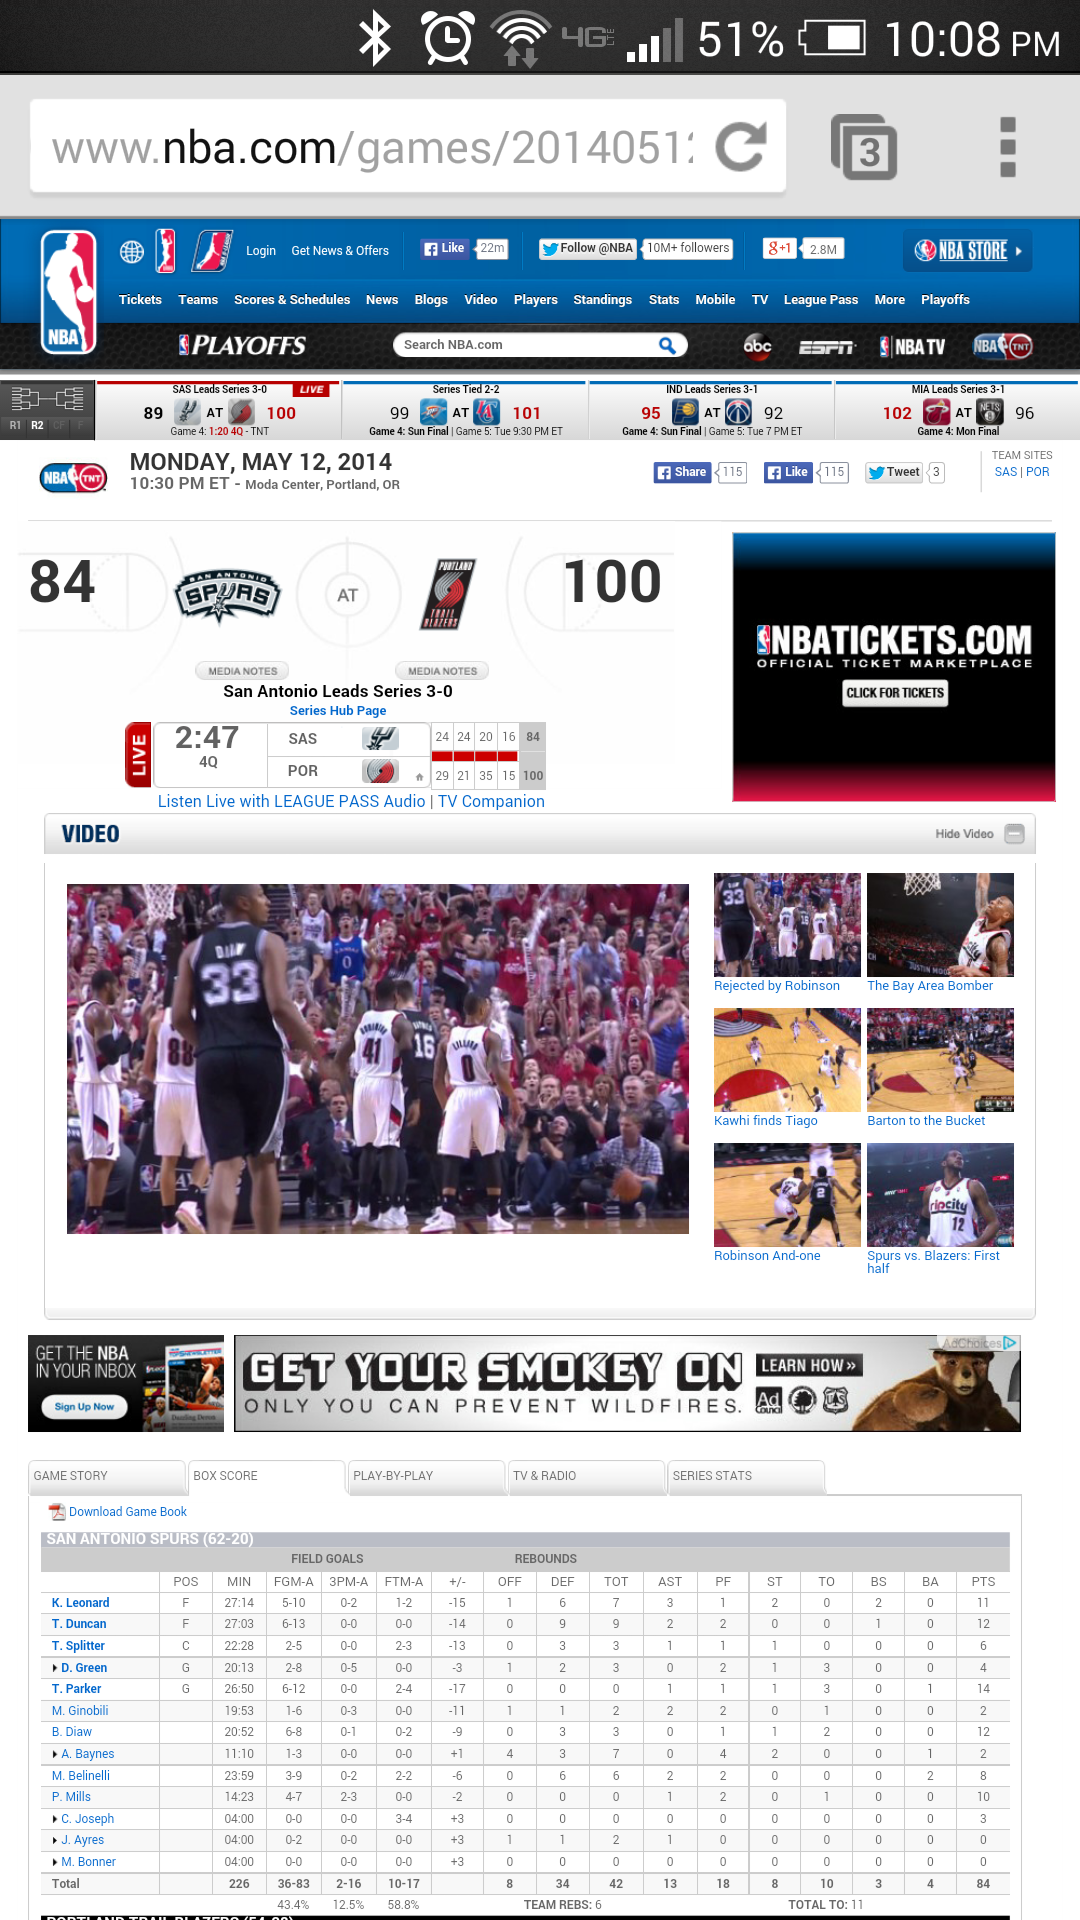 51% 10:08 PM
www.nba.com/games/20140512
3
Login Get News & Offers Like 22m Follow @NBA 10M+ followers g+1 2.8M NBA STORE
Tickets Teams Scores & Schedules News Blogs Video Players Standings Stats Mobile TV League Pass More Playoffs
NBA PLAYOFFS Search NBA.com abc ESPN NBA TV NBA TNT
SAS Leads Series 3-0 LIVE Series Tied 2-2 IND Leads Series 3-1 MIA Leads Series 3-1
89 AT 100 99 AT 101 95 AT 92 102 AT 96
R1 R2 CF F Game 4: 1:20 4Q - TNT Game 4: Sun Final | Game 5: Tue 9:30 PM ET Game 4: Sun Final | Game 5: Tue 7 PM ET Game 4: Mon Final
NBA TNT MONDAY, MAY 12, 2014 TEAM SITES
10:30 PM ET - Moda Center, Portland, OR Share 115 Like 115 Tweet 3 SAS | POR
84 SAN ANTONIO SPURS AT PORTLAND TRAIL BLAZERS 100
MEDIA NOTES MEDIA NOTES
San Antonio Leads Series 3-0
Series Hub Page
LIVE 2:47 4Q
SAS 24 24 20 16 84
POR 29 21 35 15 100
Listen Live with LEAGUE PASS Audio | TV Companion
NBATICKETS.COM
OFFICIAL TICKET MARKETPLACE
CLICK FOR TICKETS
VIDEO Hide Video
DIAW
33
88
41
16
0
Rejected by Robinson The Bay Area Bomber
Kawhi finds Tiago Barton to the Bucket
Robinson And-one Spurs vs. Blazers: First
half
GET THE NBA
IN YOUR INBOX
Sign Up Now
AdChoices
GET YOUR SMOKEY ON LEARN HOW »
ONLY YOU CAN PREVENT WILDFIRES. Ad Council
GAME STORY BOX SCORE PLAY-BY-PLAY TV & RADIO SERIES STATS
Download Game Book
SAN ANTONIO SPURS (62-20)
FIELD GOALS REBOUNDS
POS MIN FGM-A 3PM-A FTM-A +/- OFF DEF TOT AST PF ST TO BS BA PTS
K. Leonard F 27:14 5-10 0-2 1-2 -15 1 6 7 3 1 2 0 2 0 11
T. Duncan F 27:03 6-13 0-0 0-0 -14 0 9 9 2 2 0 0 1 0 12
T. Splitter C 22:28 2-5 0-0 2-3 -13 0 3 3 1 1 1 0 0 0 6
D. Green G 20:13 2-8 0-5 0-0 -3 1 2 3 0 2 1 3 0 0 4
T. Parker G 26:50 6-12 0-0 2-4 -17 0 0 0 1 1 1 3 0 1 14
M. Ginobili 19:53 1-6 0-3 0-0 -11 1 1 2 2 2 0 1 0 0 2
B. Diaw 20:52 6-8 0-1 0-2 -9 0 3 3 0 1 1 2 0 0 12
A. Baynes 11:10 1-3 0-0 0-0 +1 4 3 7 0 4 2 0 0 1 2
M. Belinelli 23:59 3-9 0-2 2-2 -6 0 6 6 2 2 0 0 0 2 8
P. Mills 14:23 4-7 2-3 0-0 -2 0 0 0 1 2 0 1 0 0 10
C. Joseph 04:00 0-0 0-0 3-4 +3 0 0 0 0 0 0 0 0 0 3
J. Ayres 04:00 0-2 0-0 0-0 +3 1 1 2 1 0 0 0 0 0 0
M. Bonner 04:00 0-0 0-0 0-0 +3 0 0 0 0 0 0 0 0 0 0
Total 226 36-83 2-16 10-17 8 34 42 13 18 8 10 3 4 84
43.4% 12.5% 58.8% TEAM REBS: 6 TOTAL TO: 11